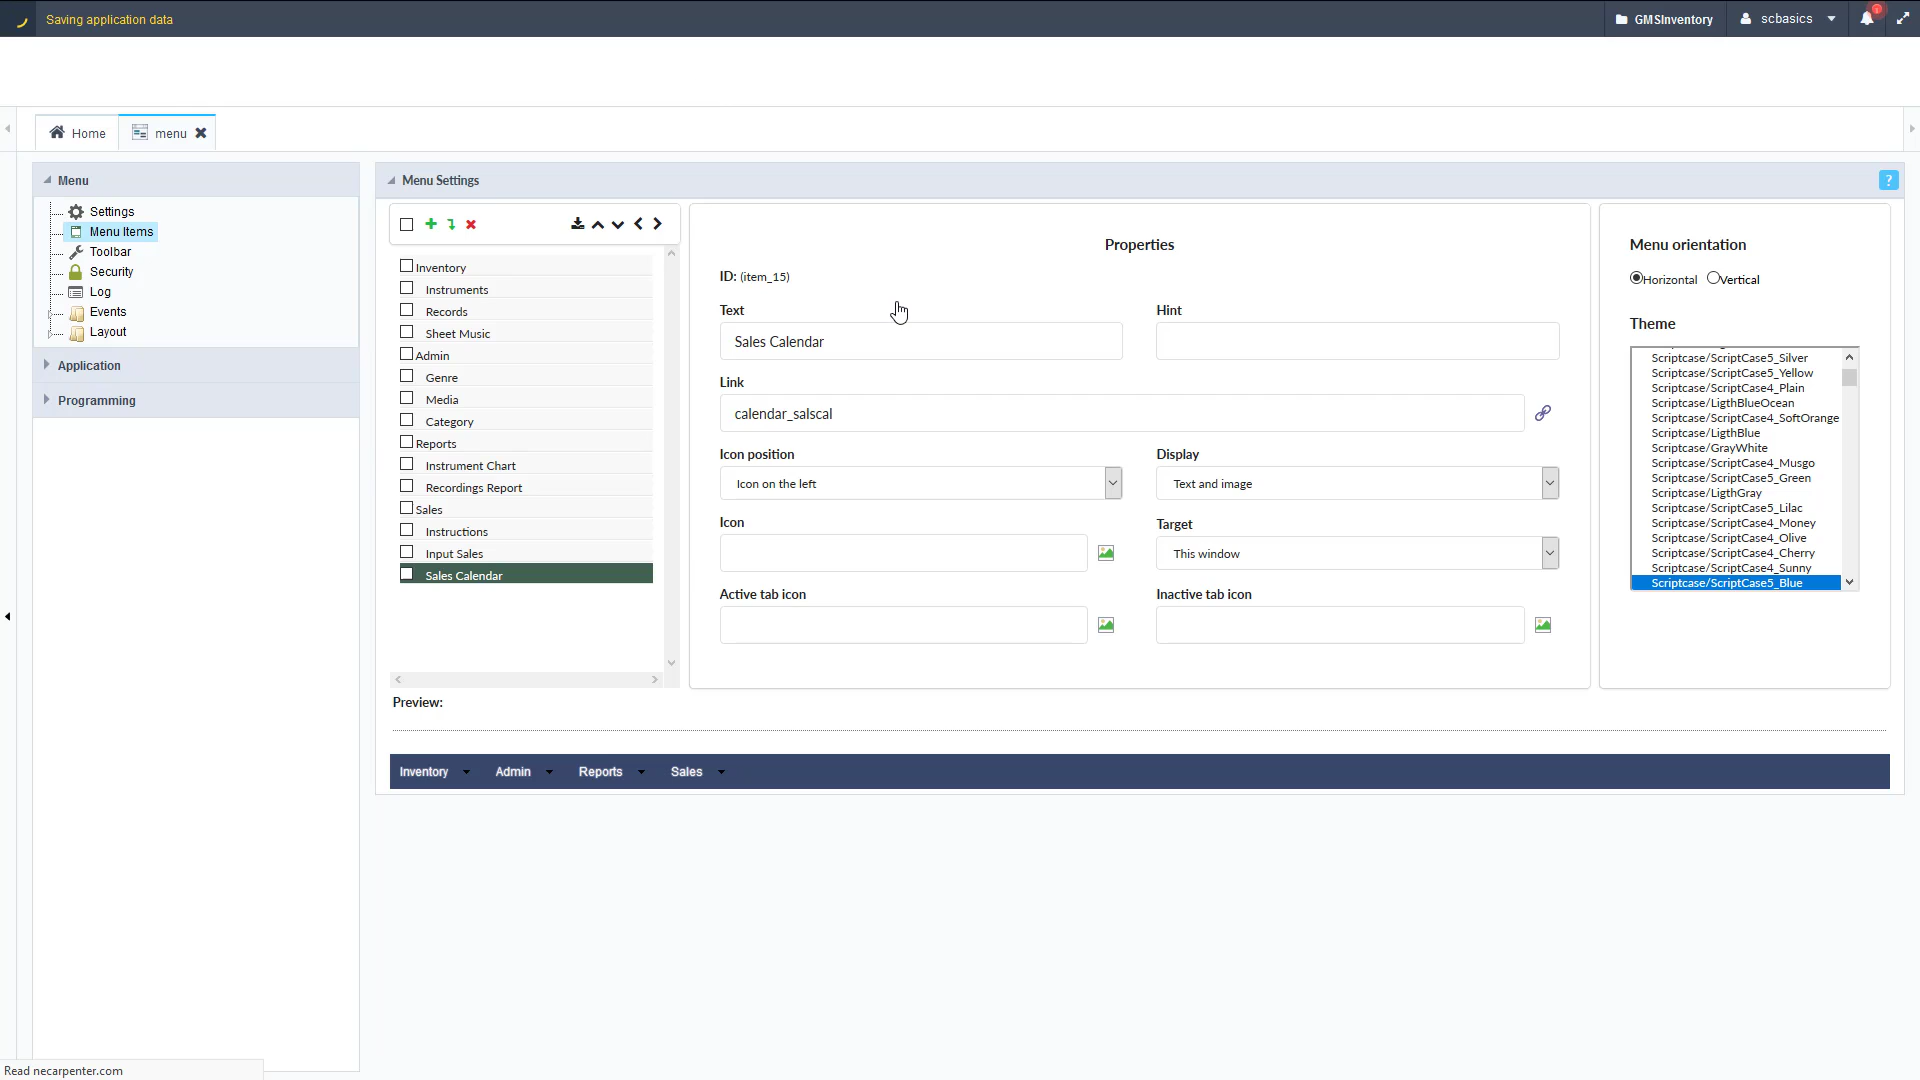 Saving application data
GMSInventory
scbasics
Home
menu
Menu
Settings
Menu Items
Toolbar
Security
Log
Events
Layout
Application
Programming
Menu Settings
?
Inventory
Instruments
Records
Sheet Music
Admin
Genre
Media
Category
Reports
Instrument Chart
Recordings Report
Sales
Instructions
Input Sales
Sales Calendar
Properties
ID: (item_15)
Text
Hint
Sales Calendar
Link
calendar_salscal
Icon position
Display
Icon on the left
Text and image
Icon
Target
This window
Active tab icon
Inactive tab icon
Menu orientation
Horizontal Vertical
Theme
Scriptcase/ScriptCase5_Silver
Scriptcase/ScriptCase5_Yellow
Scriptcase/ScriptCase4_Plain
Scriptcase/LigthBlueOcean
Scriptcase/ScriptCase4_SoftOrange
Scriptcase/LigthBlue
Scriptcase/GrayWhite
Scriptcase/ScriptCase4_Musgo
Scriptcase/ScriptCase5_Green
Scriptcase/LigthGray
Scriptcase/ScriptCase5_Lilac
Scriptcase/ScriptCase4_Money
Scriptcase/ScriptCase4_Olive
Scriptcase/ScriptCase4_Cherry
Scriptcase/ScriptCase4_Sunny
Scriptcase/ScriptCase5_Blue
Preview:
Inventory Admin Reports Sales
Read necarpenter.com